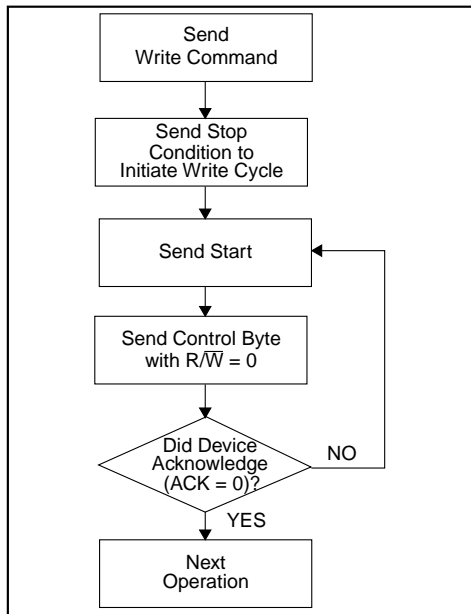 Send
Write Command
Send Stop
Condition to
Initiate Write Cycle
Send Start
Send Control Byte
with R/W̅ = 0
Did Device
Acknowledge
(ACK = 0)?
NO
YES
Next
Operation